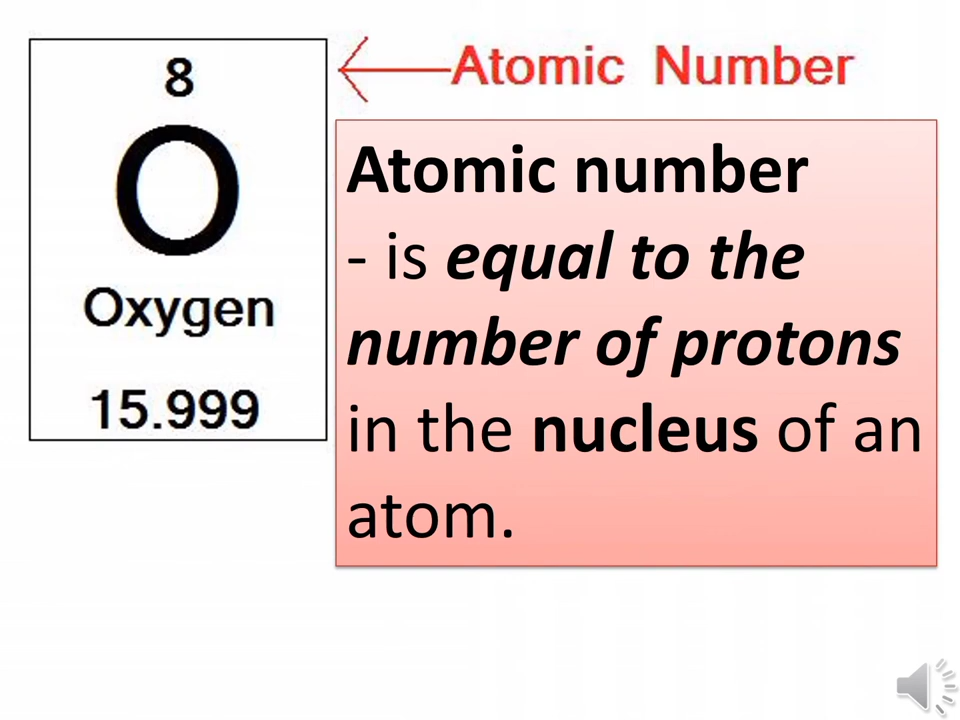 8
O
Oxygen
15.999
Atomic Number
Atomic number
- is equal to the
number of protons
in the nucleus of an
atom.